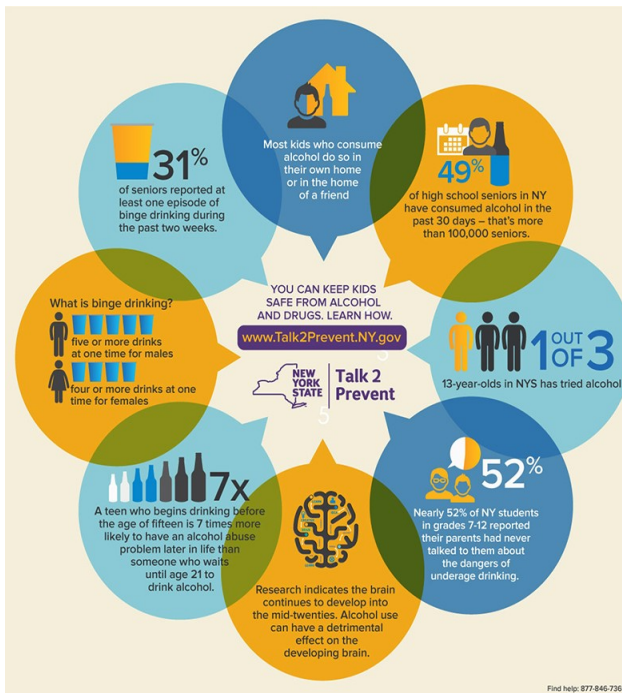 Most kids who consume
alcohol do so in
their own home
or in the home
of a friend
49%
of high school seniors in NY
have consumed alcohol in the
past 30 days – that's more
than 100,000 seniors.
1 OUT
OF 3
13-year-olds in NYS has tried alcohol
52%
Nearly 52% of NY students
in grades 7-12 reported
their parents had never
talked to them about
the dangers of
underage drinking.
Research indicates the brain
continues to develop into
the mid-twenties. Alcohol use
can have a detrimental
effect on the
developing brain.
7x
A teen who begins drinking before
the age of fifteen is 7 times more
likely to have an alcohol abuse
problem later in life than
someone who waits
until age 21 to
drink alcohol.
What is binge drinking?
five or more drinks
at one time for males
four or more drinks at one
time for females
31%
of seniors reported at
least one episode of
binge drinking during
the past two weeks.
YOU CAN KEEP KIDS
SAFE FROM ALCOHOL
AND DRUGS. LEARN HOW.
www.Talk2Prevent.NY.gov
3
NEW
YORK
STATE
Talk 2
Prevent
5
Find help: 877-846-736